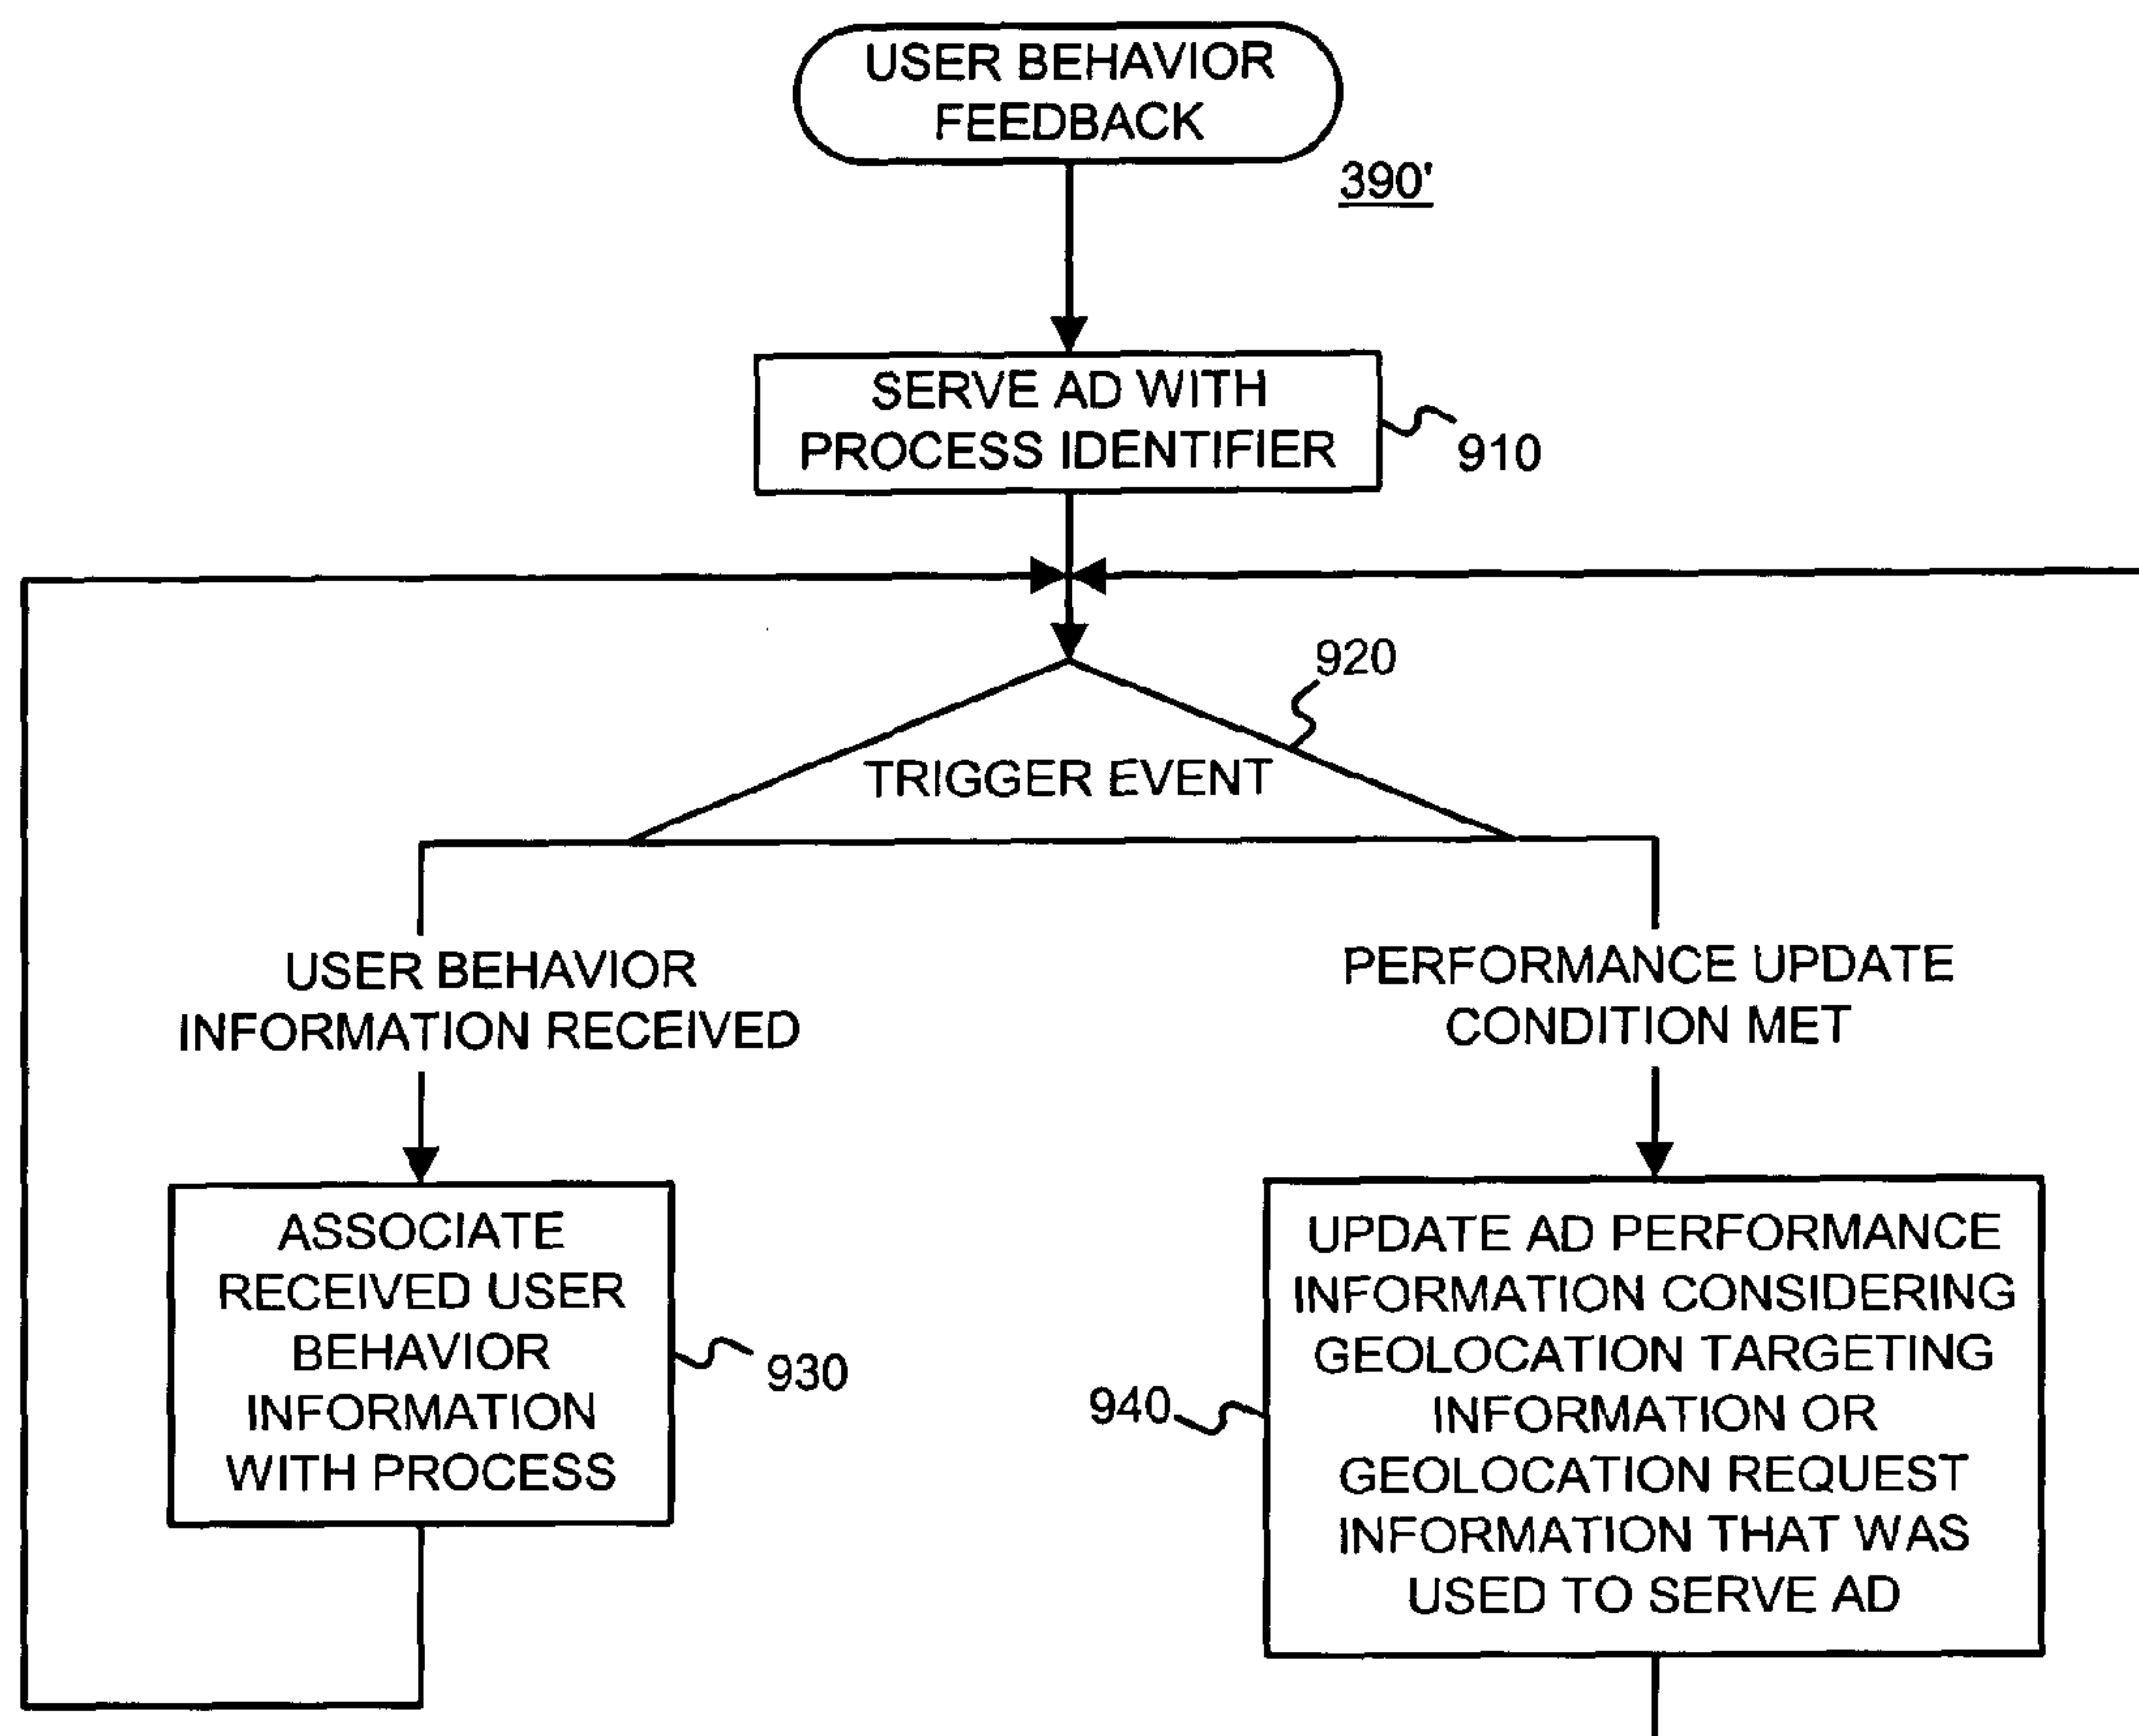 USER BEHAVIOR
FEEDBACK
390'
SERVE AD WITH
PROCESS IDENTIFIER
910
920
TRIGGER EVENT
USER BEHAVIOR
INFORMATION RECEIVED
PERFORMANCE UPDATE
CONDITION MET
ASSOCIATE
RECEIVED USER
BEHAVIOR
INFORMATION
WITH PROCESS
930
940
UPDATE AD PERFORMANCE
INFORMATION CONSIDERING
GEOLOCATION TARGETING
INFORMATION OR
GEOLOCATION REQUEST
INFORMATION THAT WAS
USED TO SERVE AD